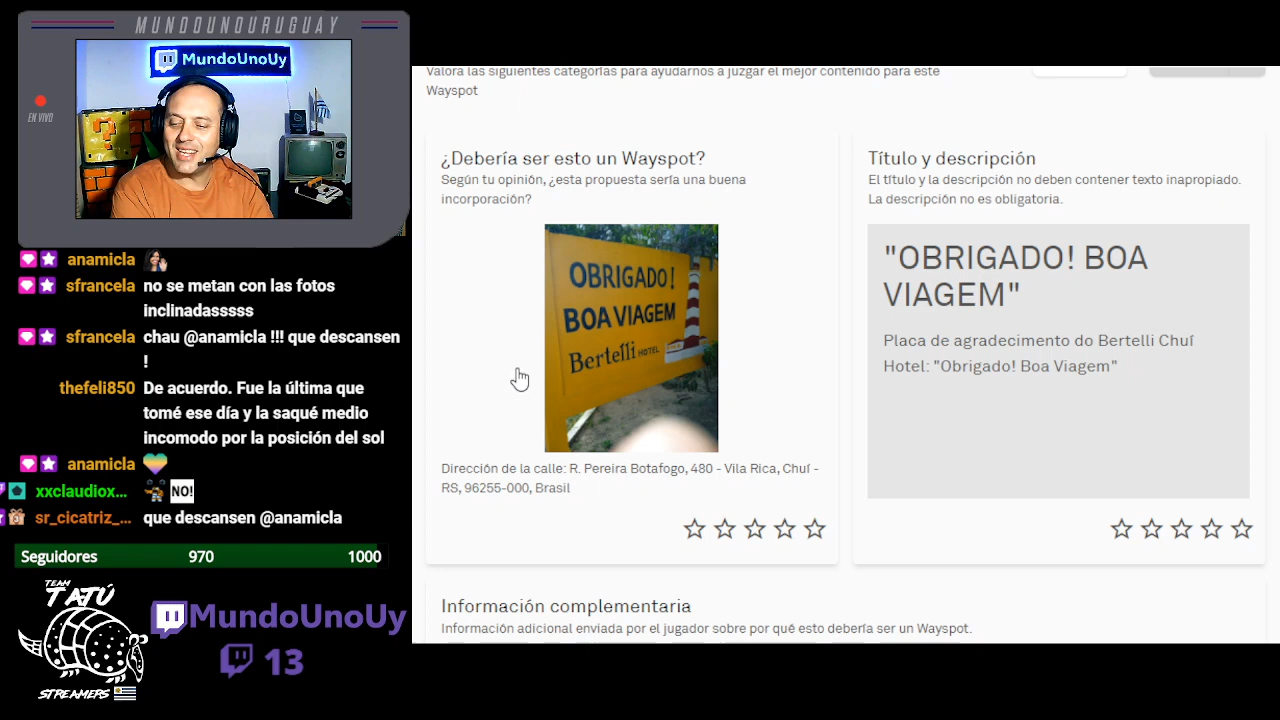 MUNDOUNOURUGUAY
MundoUnoUy
EN VIVO
anamicla
sfrancela no se metan con las fotos
inclinadasssss
sfrancela chau @anamicla !!! que descansen
!
thefeli850 De acuerdo. Fue la última que
tomé ese día y la saqué medio
incomodo por la posición del sol
anamicla
xxclaudiox... NO!
sr_cicatriz_... que descansen @anamicla
Seguidores 970 1000
TEAM
TATÚ
STREAMERS
MundoUnoUy
13
Valora las siguientes categorías para ayudarnos a juzgar el mejor contenido para este
Wayspot
¿Debería ser esto un Wayspot?
Según tu opinión, ¿esta propuesta sería una buena
incorporación?
OBRIGADO!
BOA VIAGEM
Bertelli HOTEL
Dirección de la calle: R. Pereira Botafogo, 480 - Vila Rica, Chuí -
RS, 96255-000, Brasil
Título y descripción
El título y la descripción no deben contener texto inapropiado.
La descripción no es obligatoria.
"OBRIGADO! BOA
VIAGEM"
Placa de agradecimento do Bertelli Chuí
Hotel: "Obrigado! Boa Viagem"
Información complementaria
Información adicional enviada por el jugador sobre por qué esto debería ser un Wayspot.